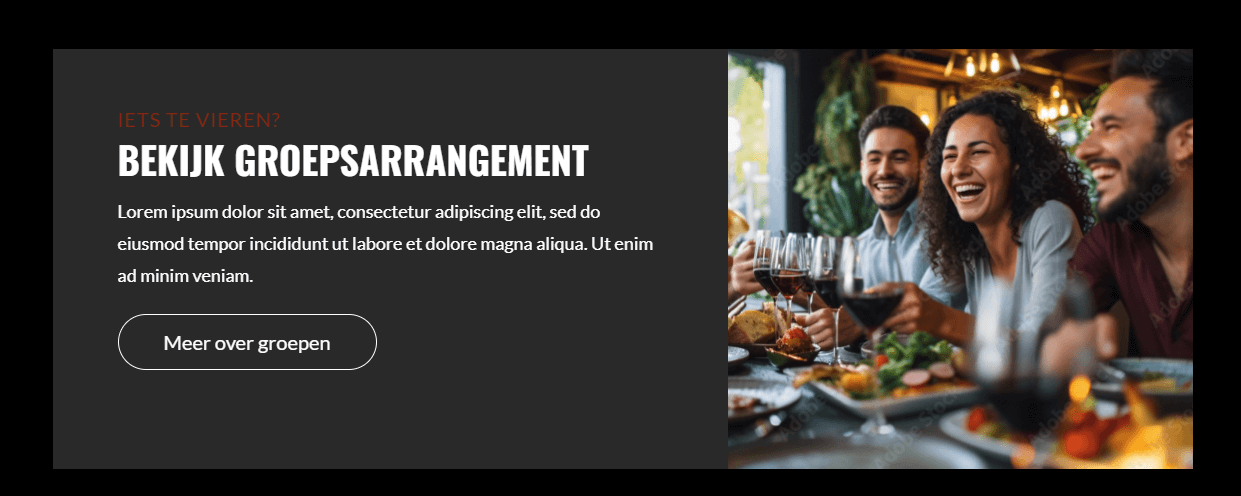 IETS TE VIEREN?
BEKIJK GROEPSARRANGEMENT
Lorem ipsum dolor sit amet, consectetur adipiscing elit, sed do
eiusmod tempor incididunt ut labore et dolore magna aliqua. Ut enim
ad minim veniam.
Meer over groepen